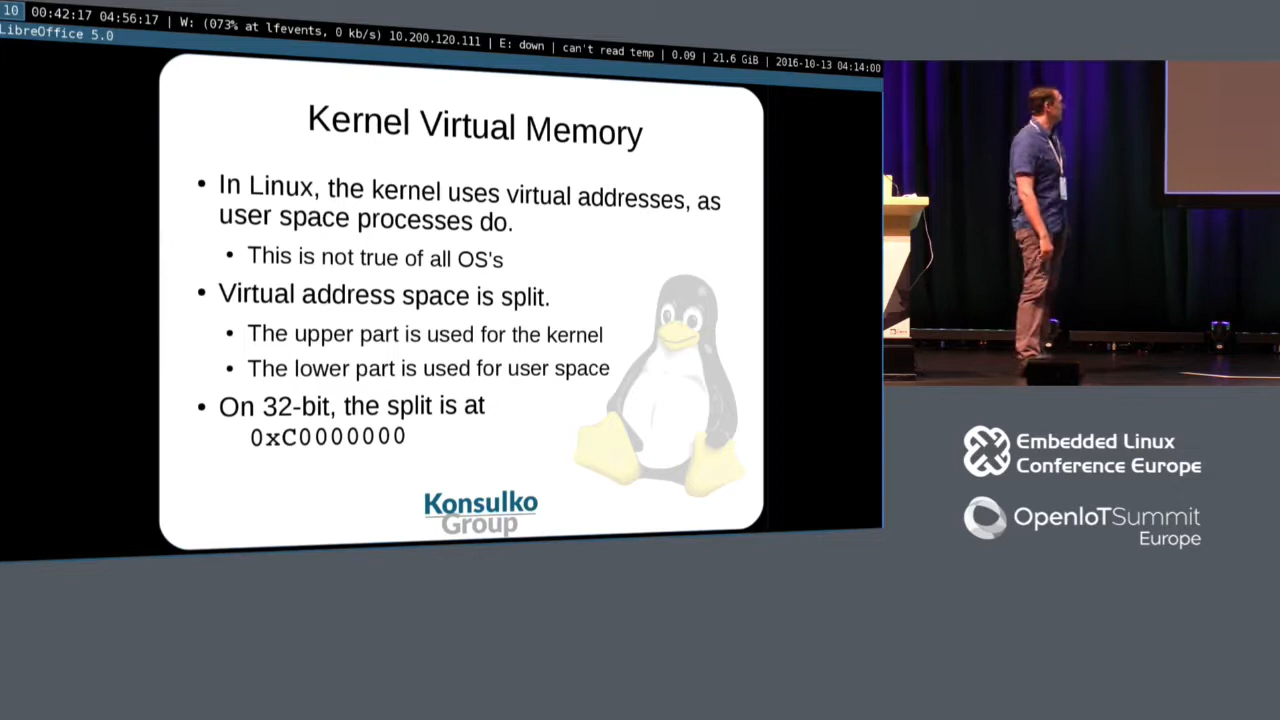 10 00:42:17 04:56:17 | W: (073% at lfevents, 0 kb/s) 10.200.120.111 | E: down | can't read temp | 0.09 | 21.6 GiB | 2016-10-13 04:14:00
LibreOffice 5.0
Kernel Virtual Memory
• In Linux, the kernel uses virtual addresses, as
user space processes do.
• This is not true of all OS's
• Virtual address space is split.
• The upper part is used for the kernel
• The lower part is used for user space
• On 32-bit, the split is at
0xC0000000
Konsulko
Group
Embedded Linux
Conference Europe
OpenIoTSummit
Europe